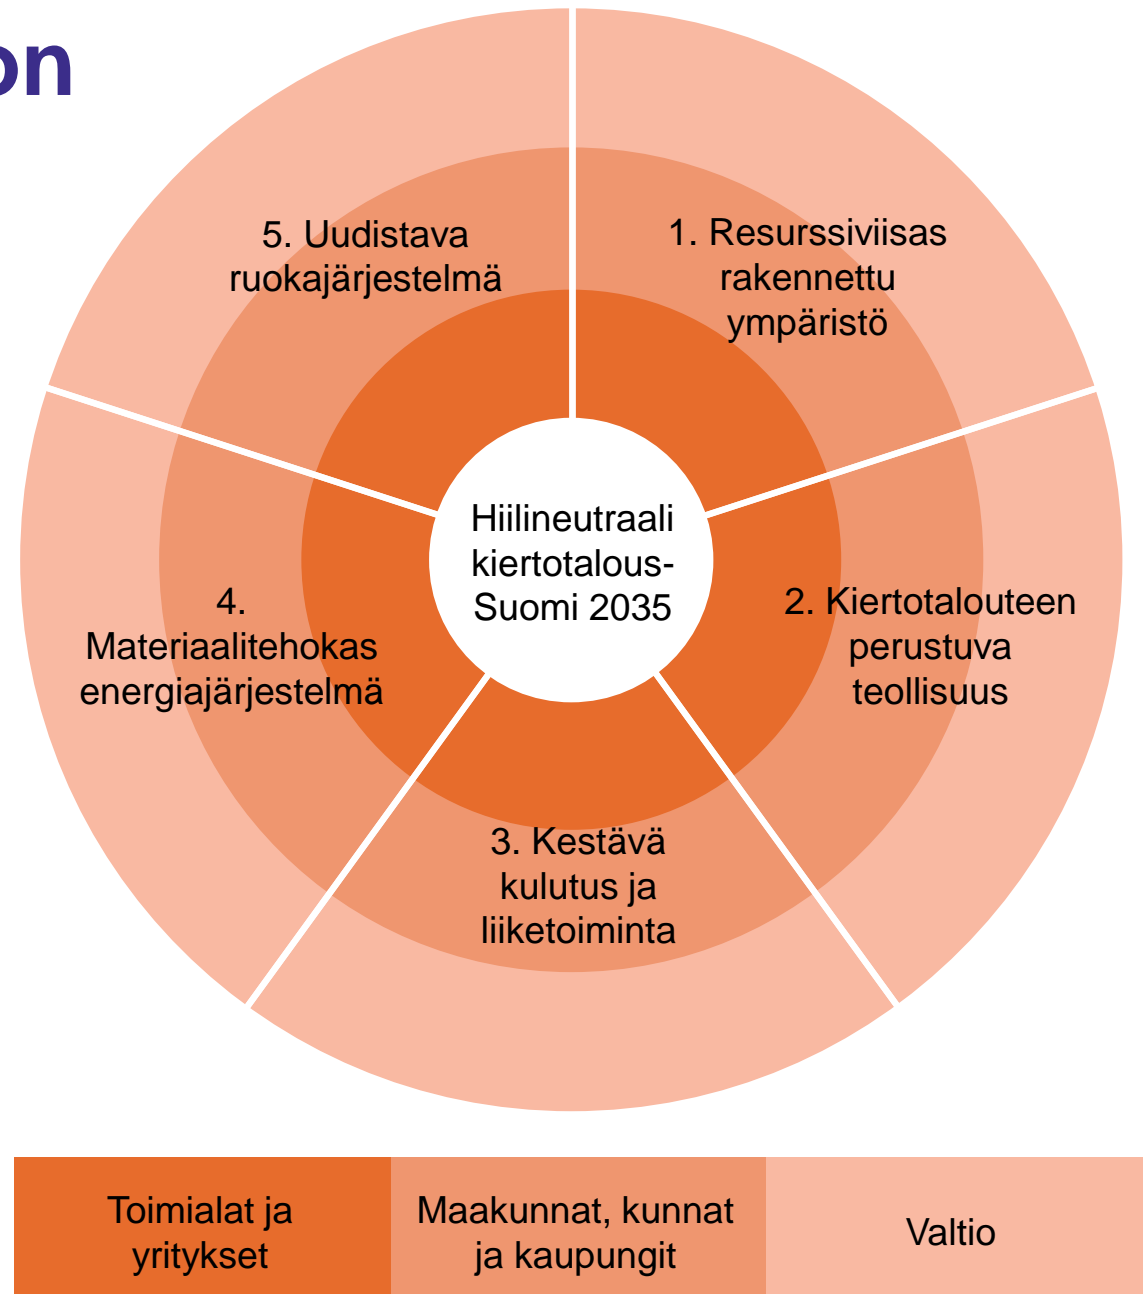 on
5. Uudistava
ruokajärjestelmä
1. Resurssiviisas
rakennettu
ympäristö
Hiilineutraali
kiertotalous-
Suomi 2035
4.
Materiaalitehokas
energiajärjestelmä
2. Kiertotalouteen
perustuva
teollisuus
3. Kestävä
kulutus ja
liiketoiminta
Toimialat ja
yritykset
Maakunnat, kunnat
ja kaupungit
Valtio